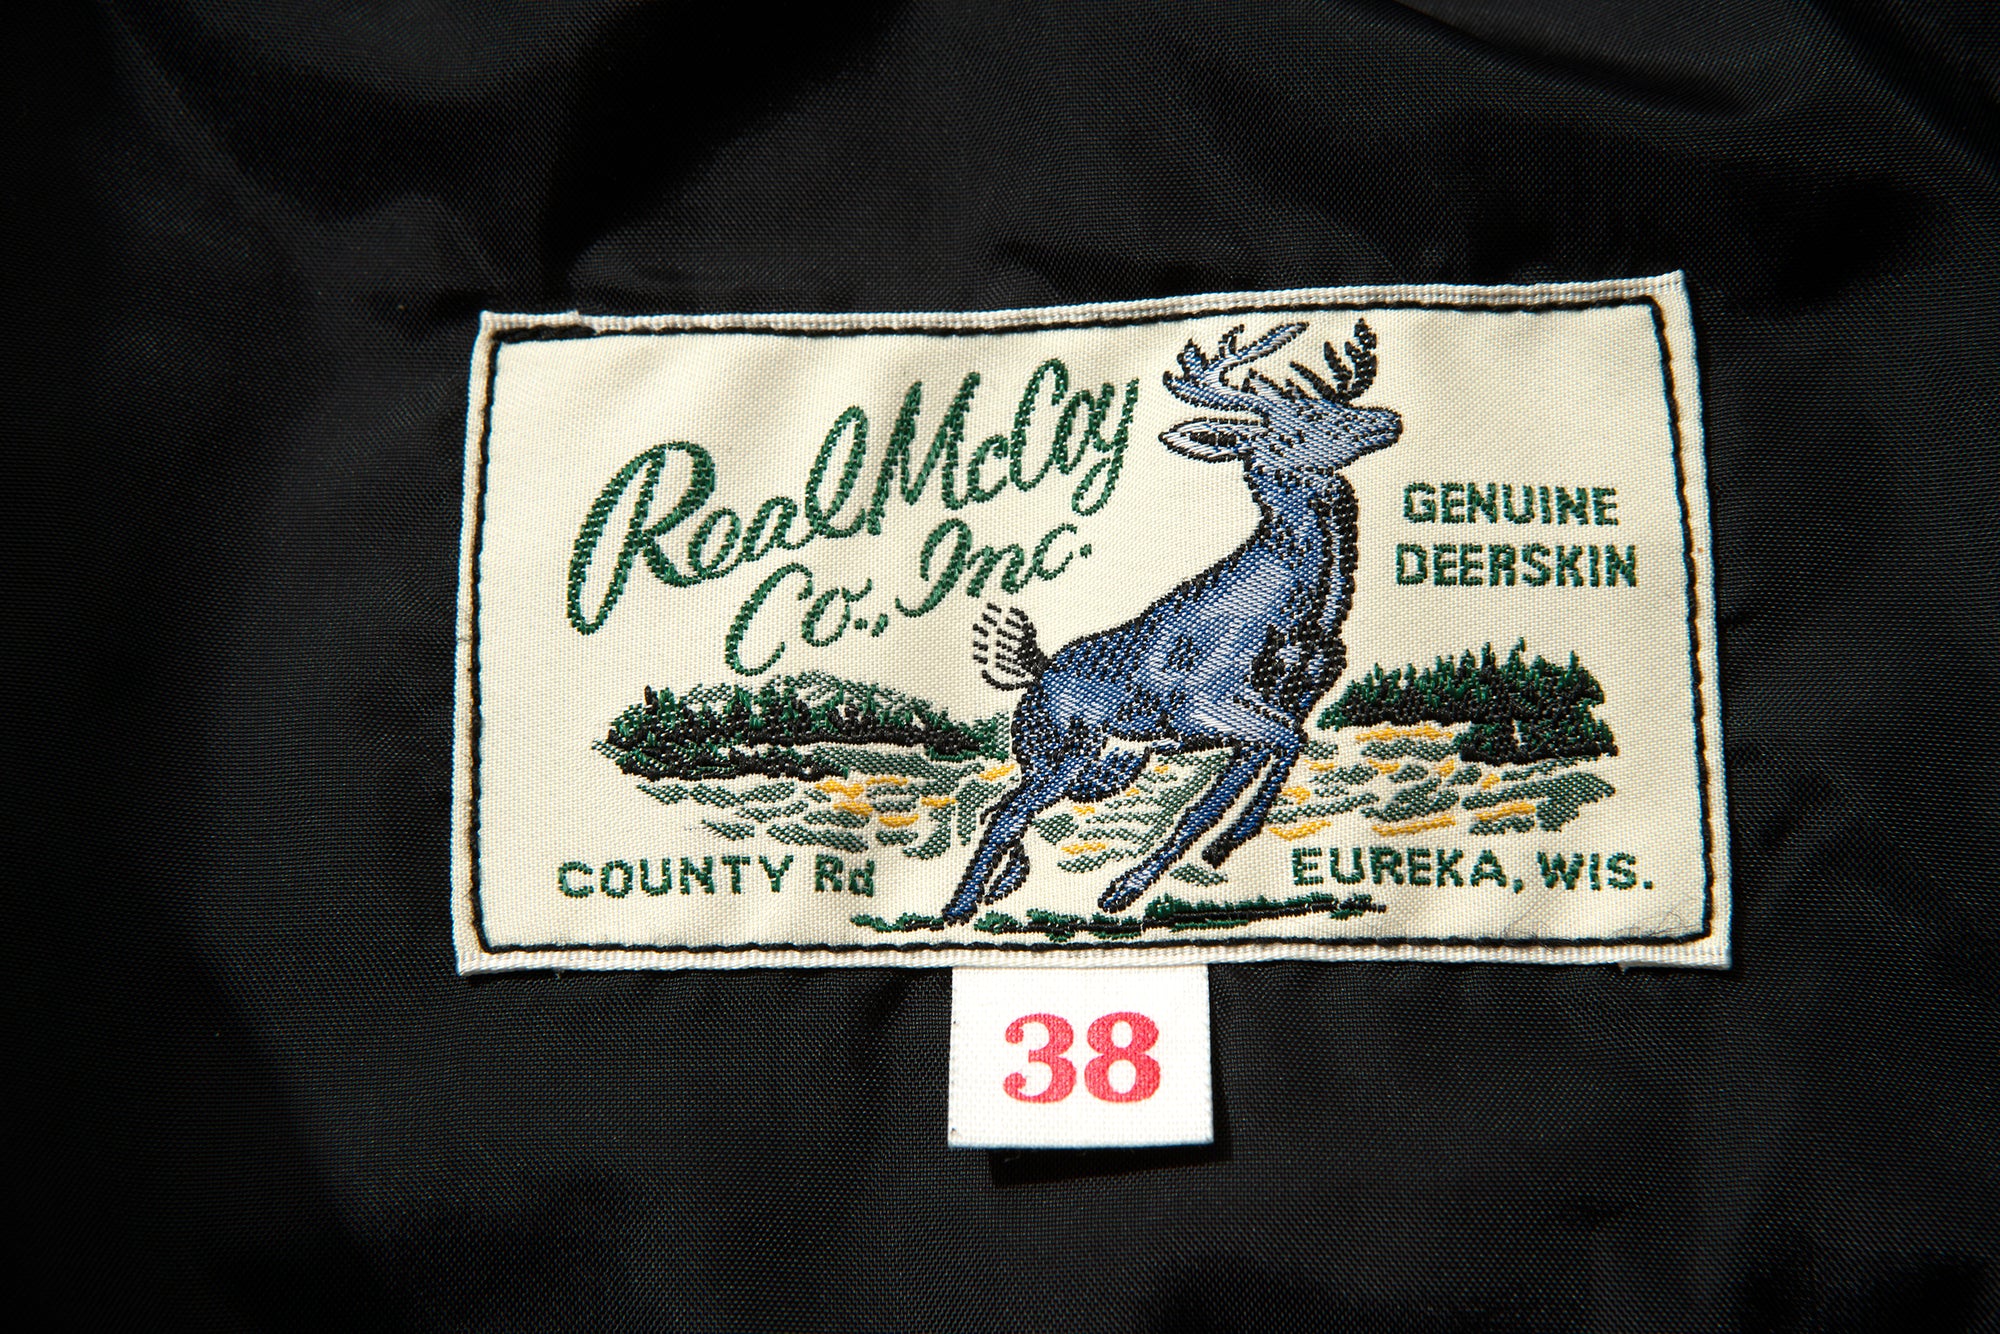 Real McCoy
Co., Inc.
GENUINE
DEERSKIN
COUNTY Rd
EUREKA, WIS.
38